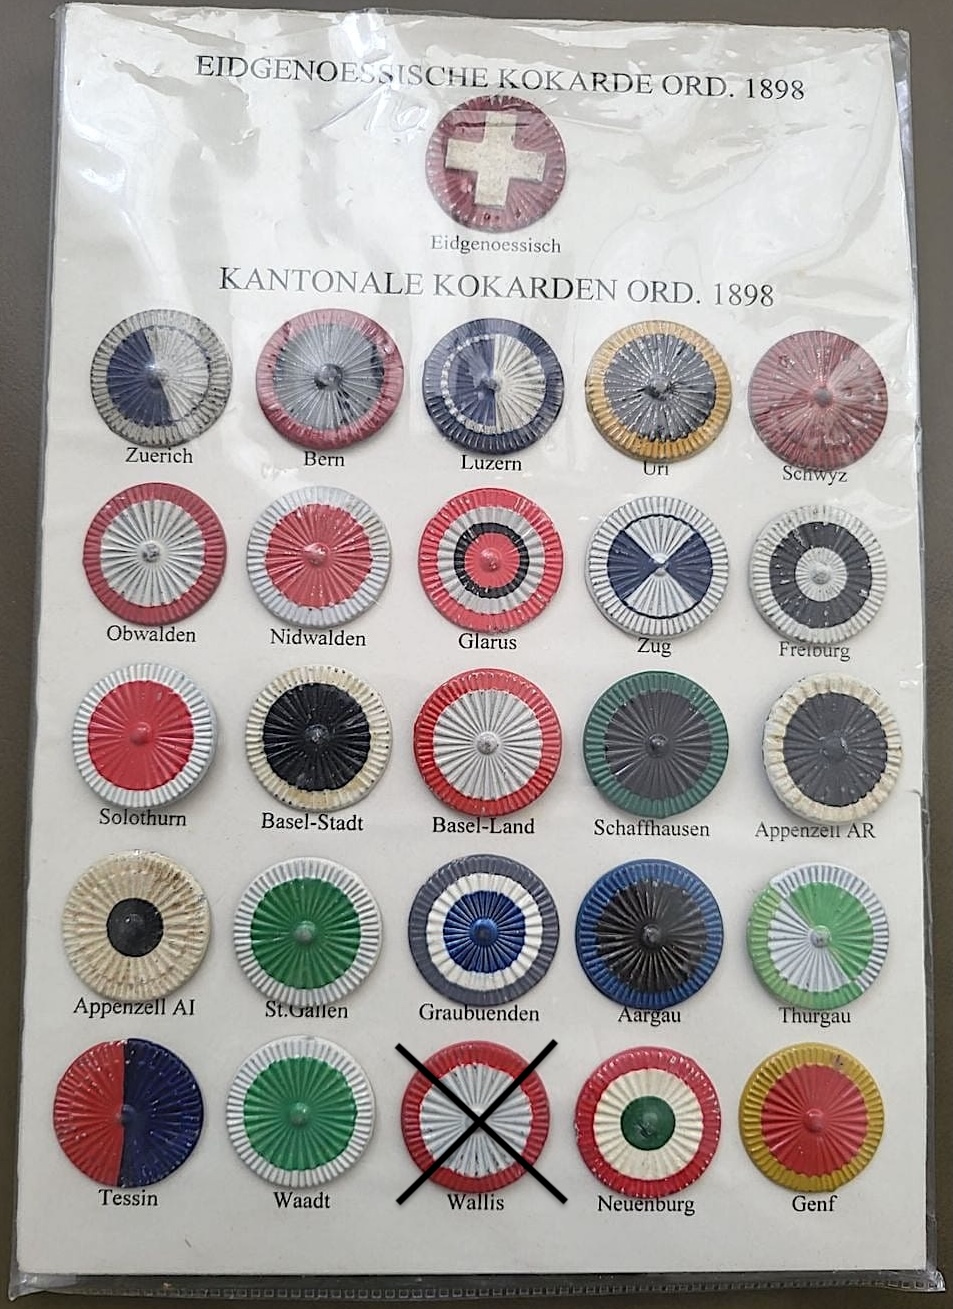 EIDGENOESSISCHE KOKARDE ORD. 1898
Eidgenoessisch
KANTONALE KOKARDEN ORD. 1898
Zuerich Bern Luzern Uri Schwyz
Obwalden Nidwalden Glarus Zug Freiburg
Solothurn Basel-Stadt Basel-Land Schaffhausen Appenzell AR
Appenzell AI St.Gallen Graubuenden Aargau Thurgau
Tessin Waadt Wallis Neuenburg Genf